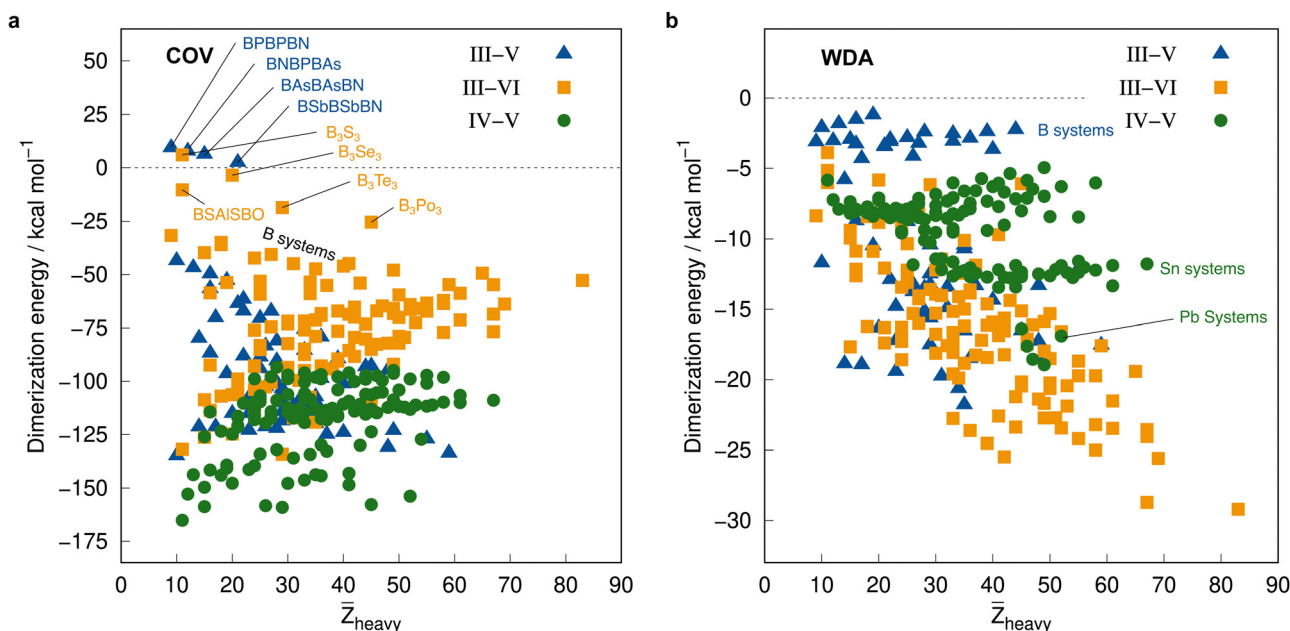 a
COV
BPBPBN
BNBPBAs
BAsBAsBN
BSbBSbBN
B₃S₃
B₃Se₃
B₃Te₃
B₃Po₃
BSAlSBO
B systems
III–V
III–VI
IV–V
50
25
0
−25
−50
−75
−100
−125
−150
−175
Dimerization energy / kcal mol⁻¹
0 10 20 30 40 50 60 70 80 90
Z̅heavy
b
WDA
III–V
III–VI
IV–V
B systems
Sn systems
Pb Systems
0
−5
−10
−15
−20
−25
−30
Dimerization energy / kcal mol⁻¹
0 10 20 30 40 50 60 70 80 90
Z̅heavy